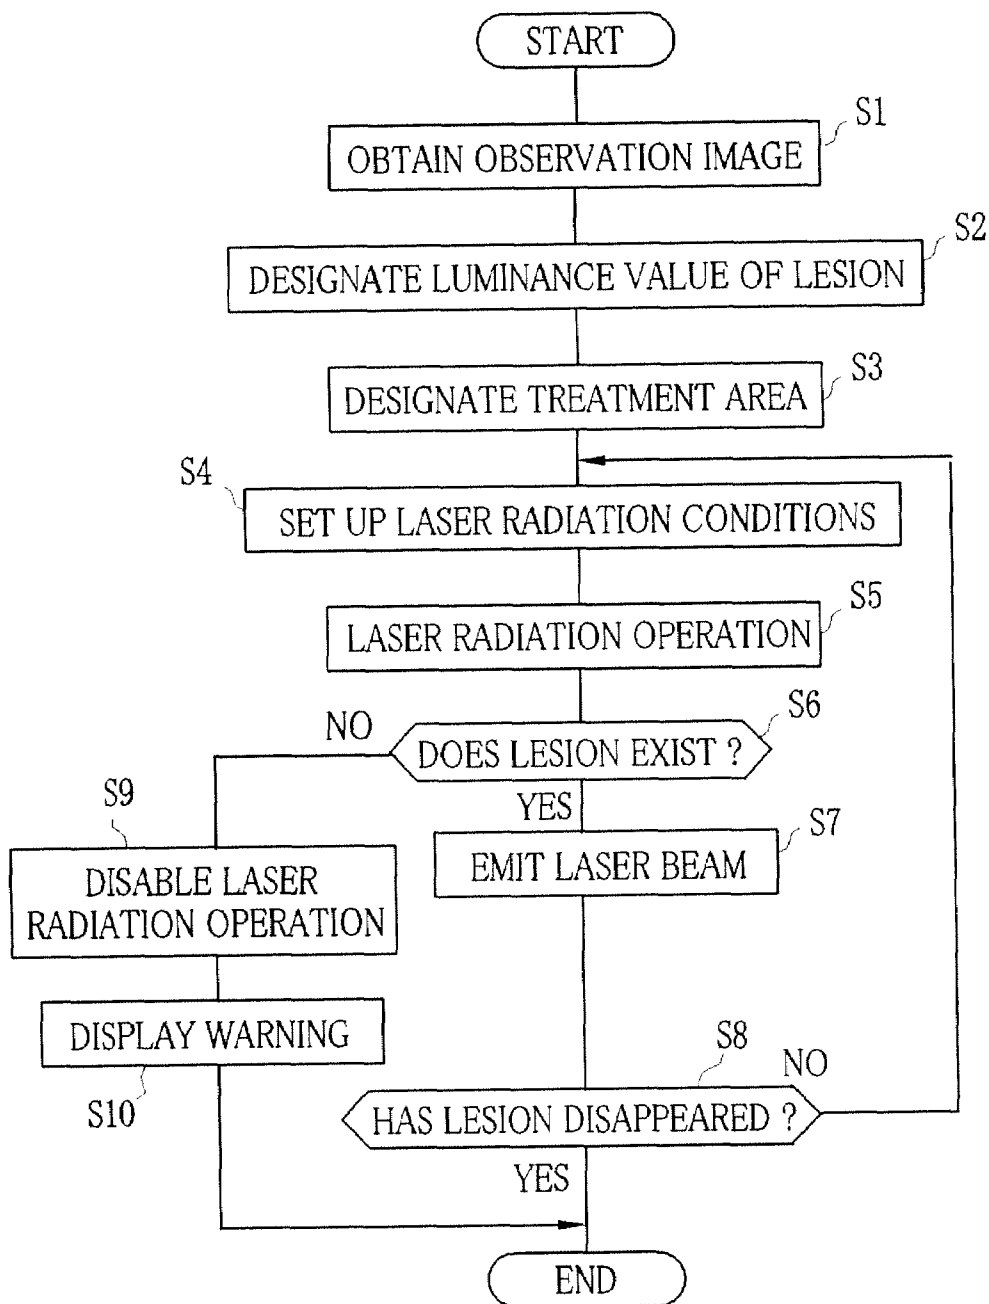 START
S1
OBTAIN OBSERVATION IMAGE
S2
DESIGNATE LUMINANCE VALUE OF LESION
S3
DESIGNATE TREATMENT AREA
S4
SET UP LASER RADIATION CONDITIONS
S5
LASER RADIATION OPERATION
S6
NO
DOES LESION EXIST ?
YES
S9
S7
DISABLE LASER
RADIATION OPERATION
EMIT LASER BEAM
DISPLAY WARNING
S10
S8
NO
HAS LESION DISAPPEARED ?
YES
END